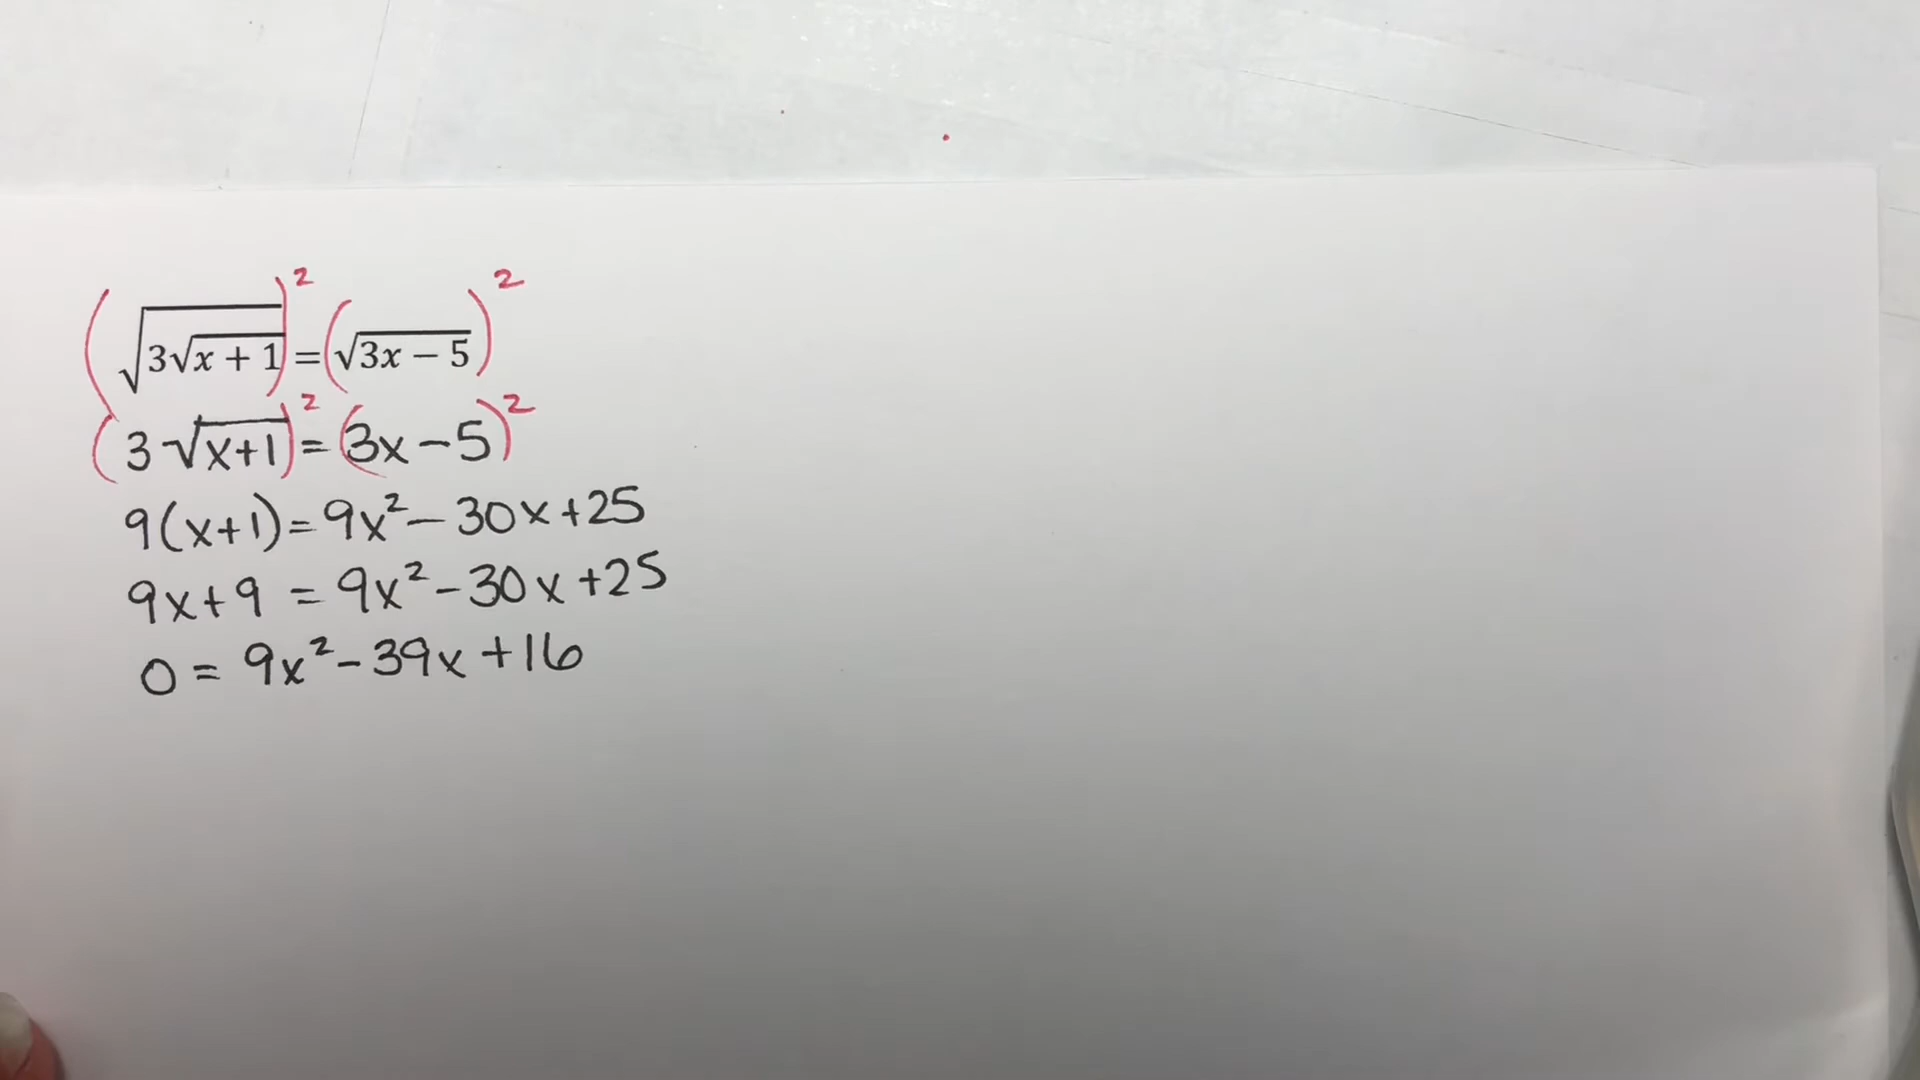 (√(3√(x + 1)))² = (√(3x − 5))²
(3√(x+1))² = (3x − 5)²
9(x+1) = 9x² − 30x + 25
9x + 9 = 9x² − 30x + 25
0 = 9x² − 39x + 16